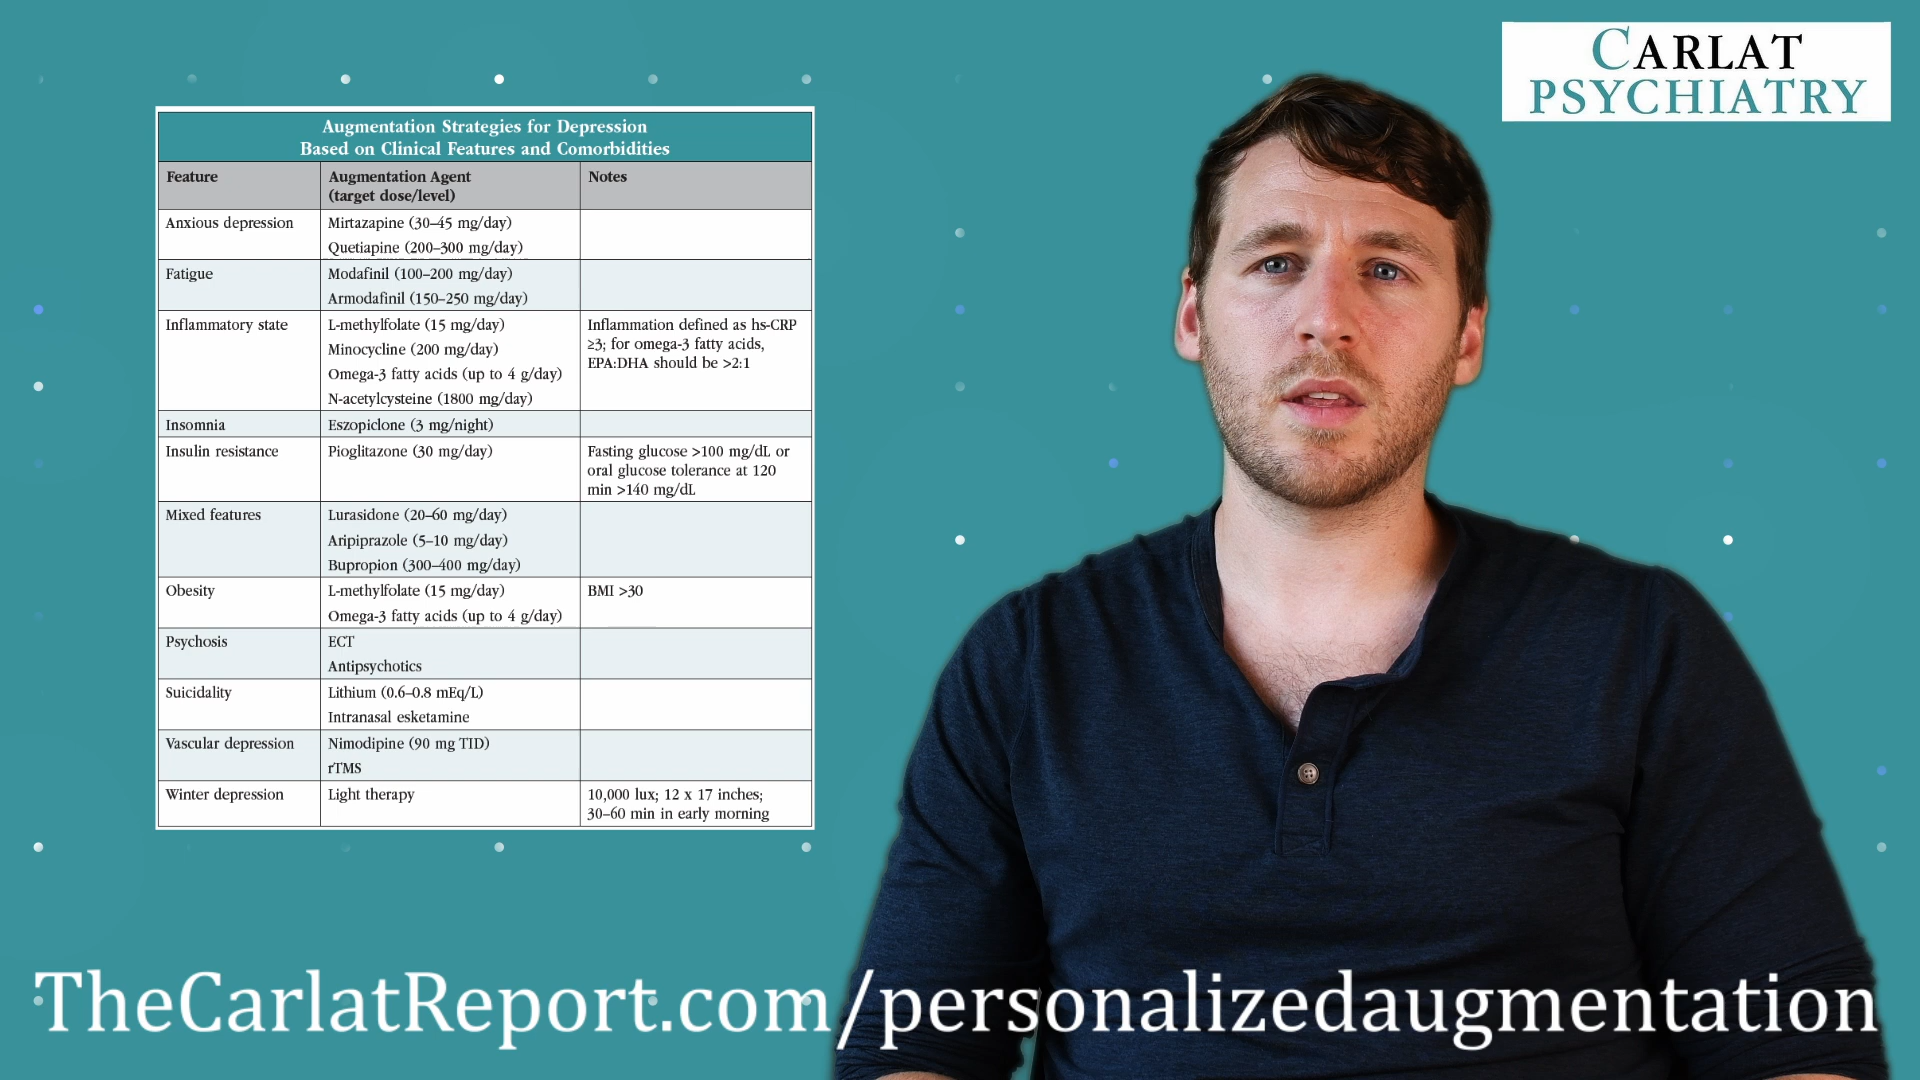 CARLAT
PSYCHIATRY
Augmentation Strategies for Depression
Based on Clinical Features and Comorbidities
Feature
Augmentation Agent
(target dose/level)
Notes
Anxious depression
Mirtazapine (30–45 mg/day)
Quetiapine (200–300 mg/day)
Fatigue
Modafinil (100–200 mg/day)
Armodafinil (150–250 mg/day)
Inflammatory state
L-methylfolate (15 mg/day)
Minocycline (200 mg/day)
Omega-3 fatty acids (up to 4 g/day)
N-acetylcysteine (1800 mg/day)
Inflammation defined as hs-CRP
≥3; for omega-3 fatty acids,
EPA:DHA should be >2:1
Insomnia
Eszopiclone (3 mg/night)
Insulin resistance
Pioglitazone (30 mg/day)
Fasting glucose >100 mg/dL or
oral glucose tolerance at 120
min >140 mg/dL
Mixed features
Lurasidone (20–60 mg/day)
Aripiprazole (5–10 mg/day)
Bupropion (300–400 mg/day)
Obesity
L-methylfolate (15 mg/day)
Omega-3 fatty acids (up to 4 g/day)
BMI >30
Psychosis
ECT
Antipsychotics
Suicidality
Lithium (0.6–0.8 mEq/L)
Intranasal esketamine
Vascular depression
Nimodipine (90 mg TID)
rTMS
Winter depression
Light therapy
10,000 lux; 12 x 17 inches;
30–60 min in early morning
TheCarlatReport.com/personalizedaugmentation